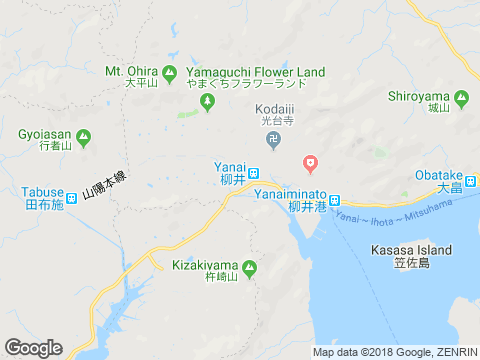 Mt. Ohira
大平山
Yamaguchi Flower Land
やまぐちフラワーランド
Shiroyama
城山
Kodaiji
光台寺
Gyoiasan
行者山
Yanai
柳井
Obatake
大畠
Tabuse
田布施
山陽本線
Yanaiminato
柳井港
Yanai ~ Ihota ~ Mitsuhama
Kasasa Island
笠佐島
Kizakiyama
杵崎山
Google
Map data ©2018 Google, ZENRIN